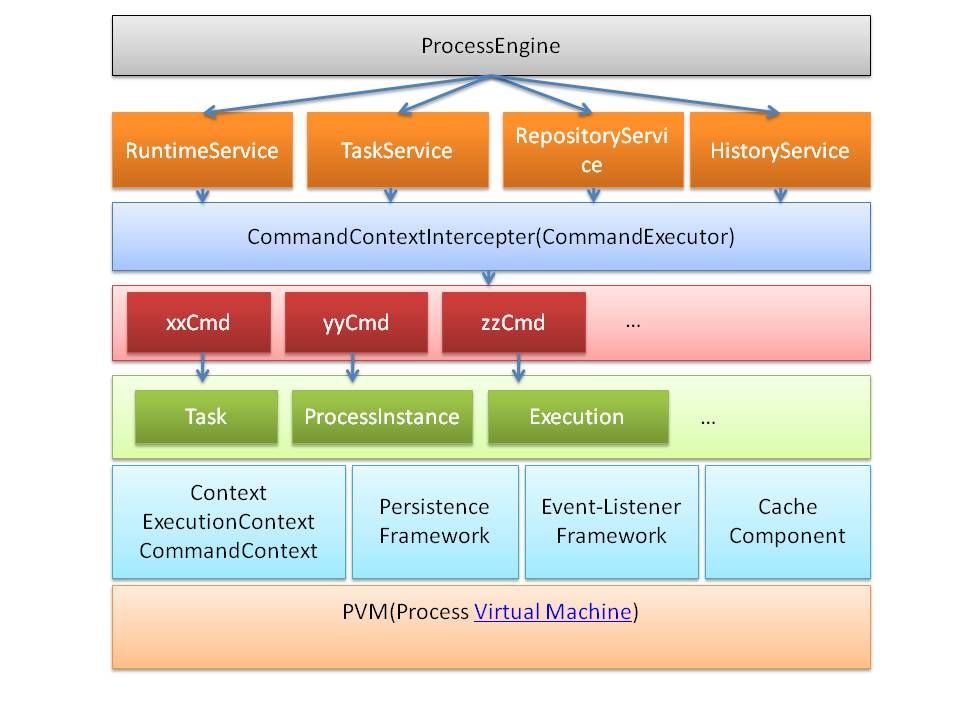 ProcessEngine
RuntimeService
TaskService
RepositoryServi
ce
HistoryService
CommandContextIntercepter(CommandExecutor)
xxCmd
yyCmd
zzCmd
...
Task
ProcessInstance
Execution
...
Context
ExecutionContext
CommandContext
Persistence
Framework
Event-Listener
Framework
Cache
Component
PVM(Process Virtual Machine)